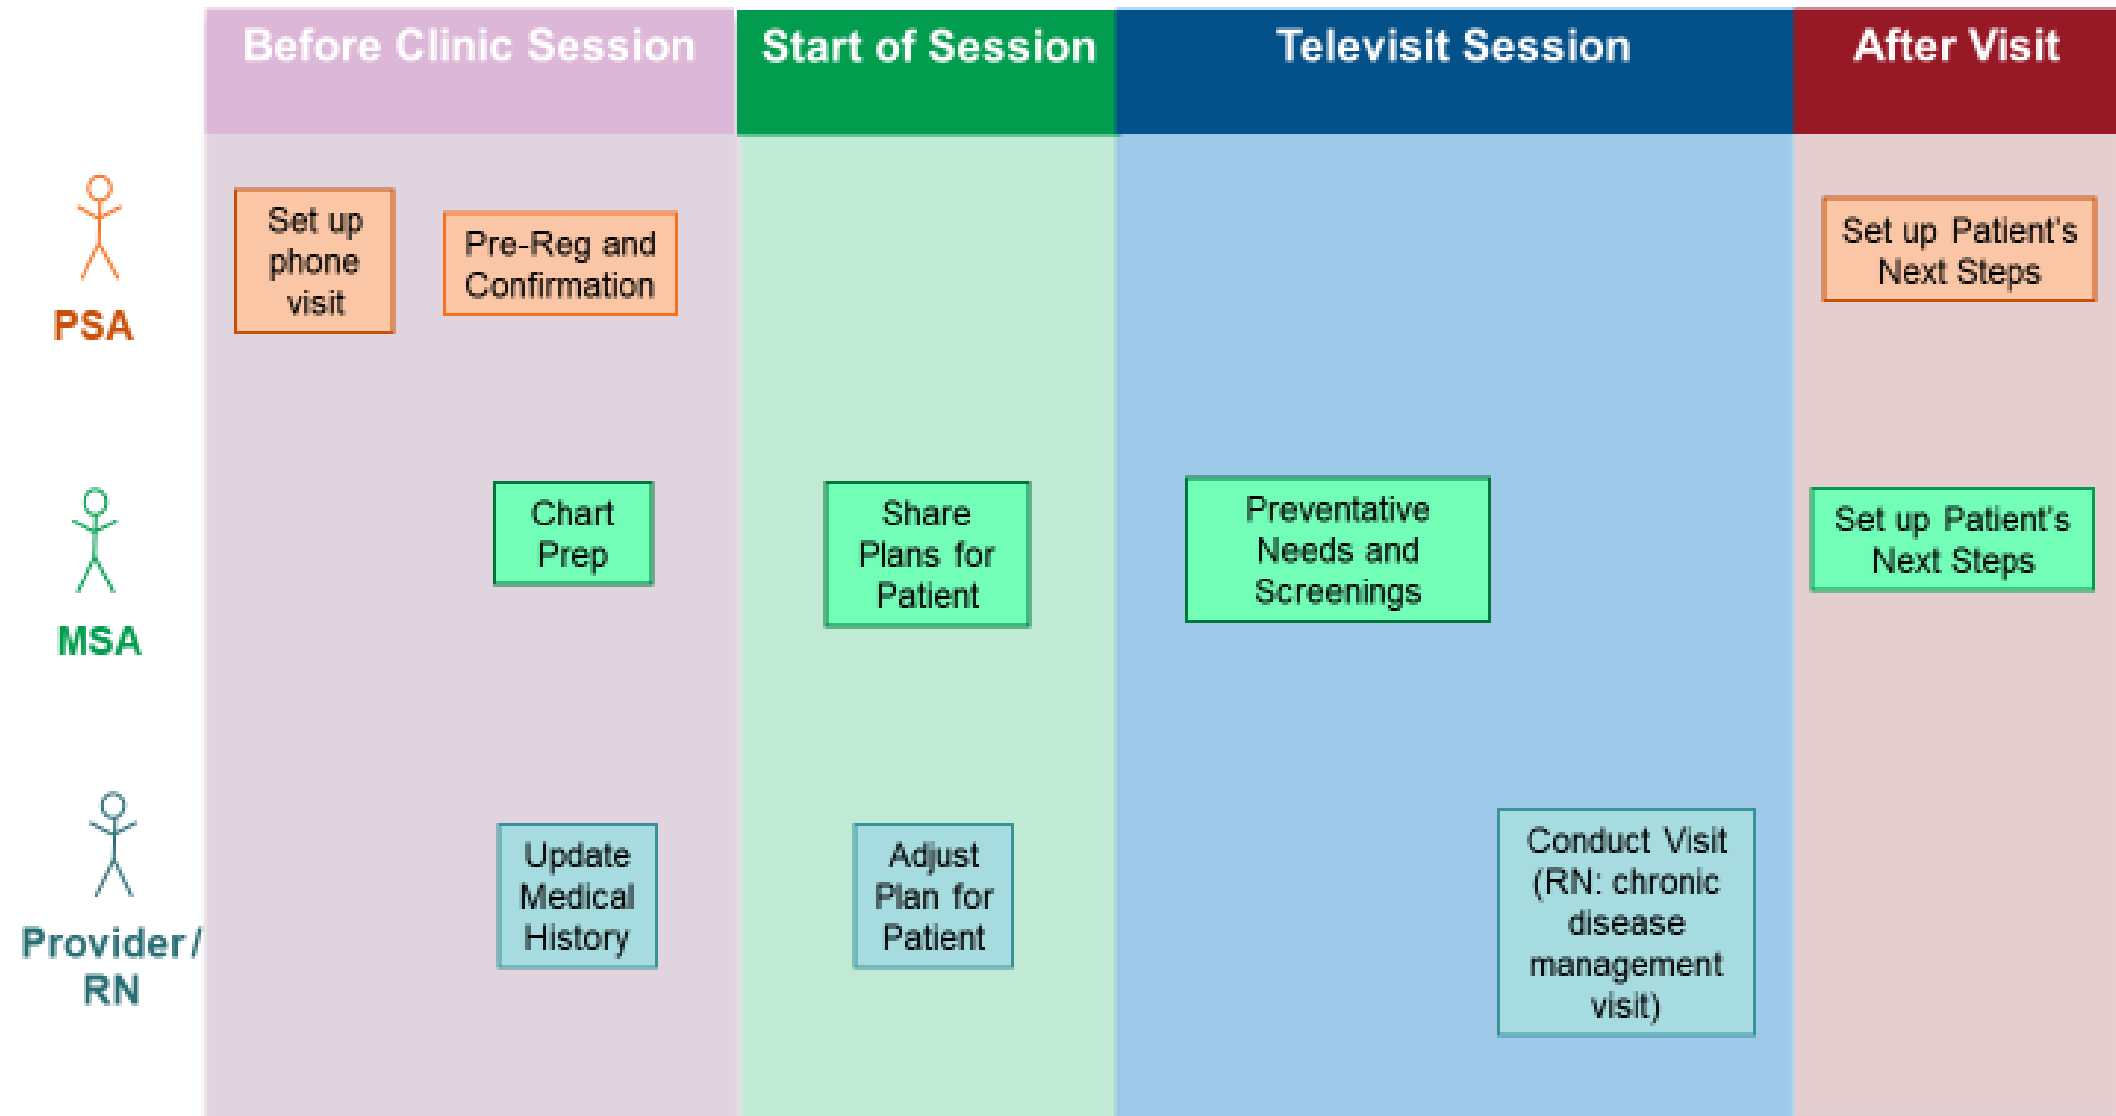 Before Clinic Session
Start of Session
Televisit Session
After Visit
PSA
Set up
phone
visit
Pre-Reg and
Confirmation
Set up Patient's
Next Steps
MSA
Chart
Prep
Share
Plans for
Patient
Preventative
Needs and
Screenings
Set up Patient's
Next Steps
Provider/
RN
Update
Medical
History
Adjust
Plan for
Patient
Conduct Visit
(RN: chronic
disease
management
visit)